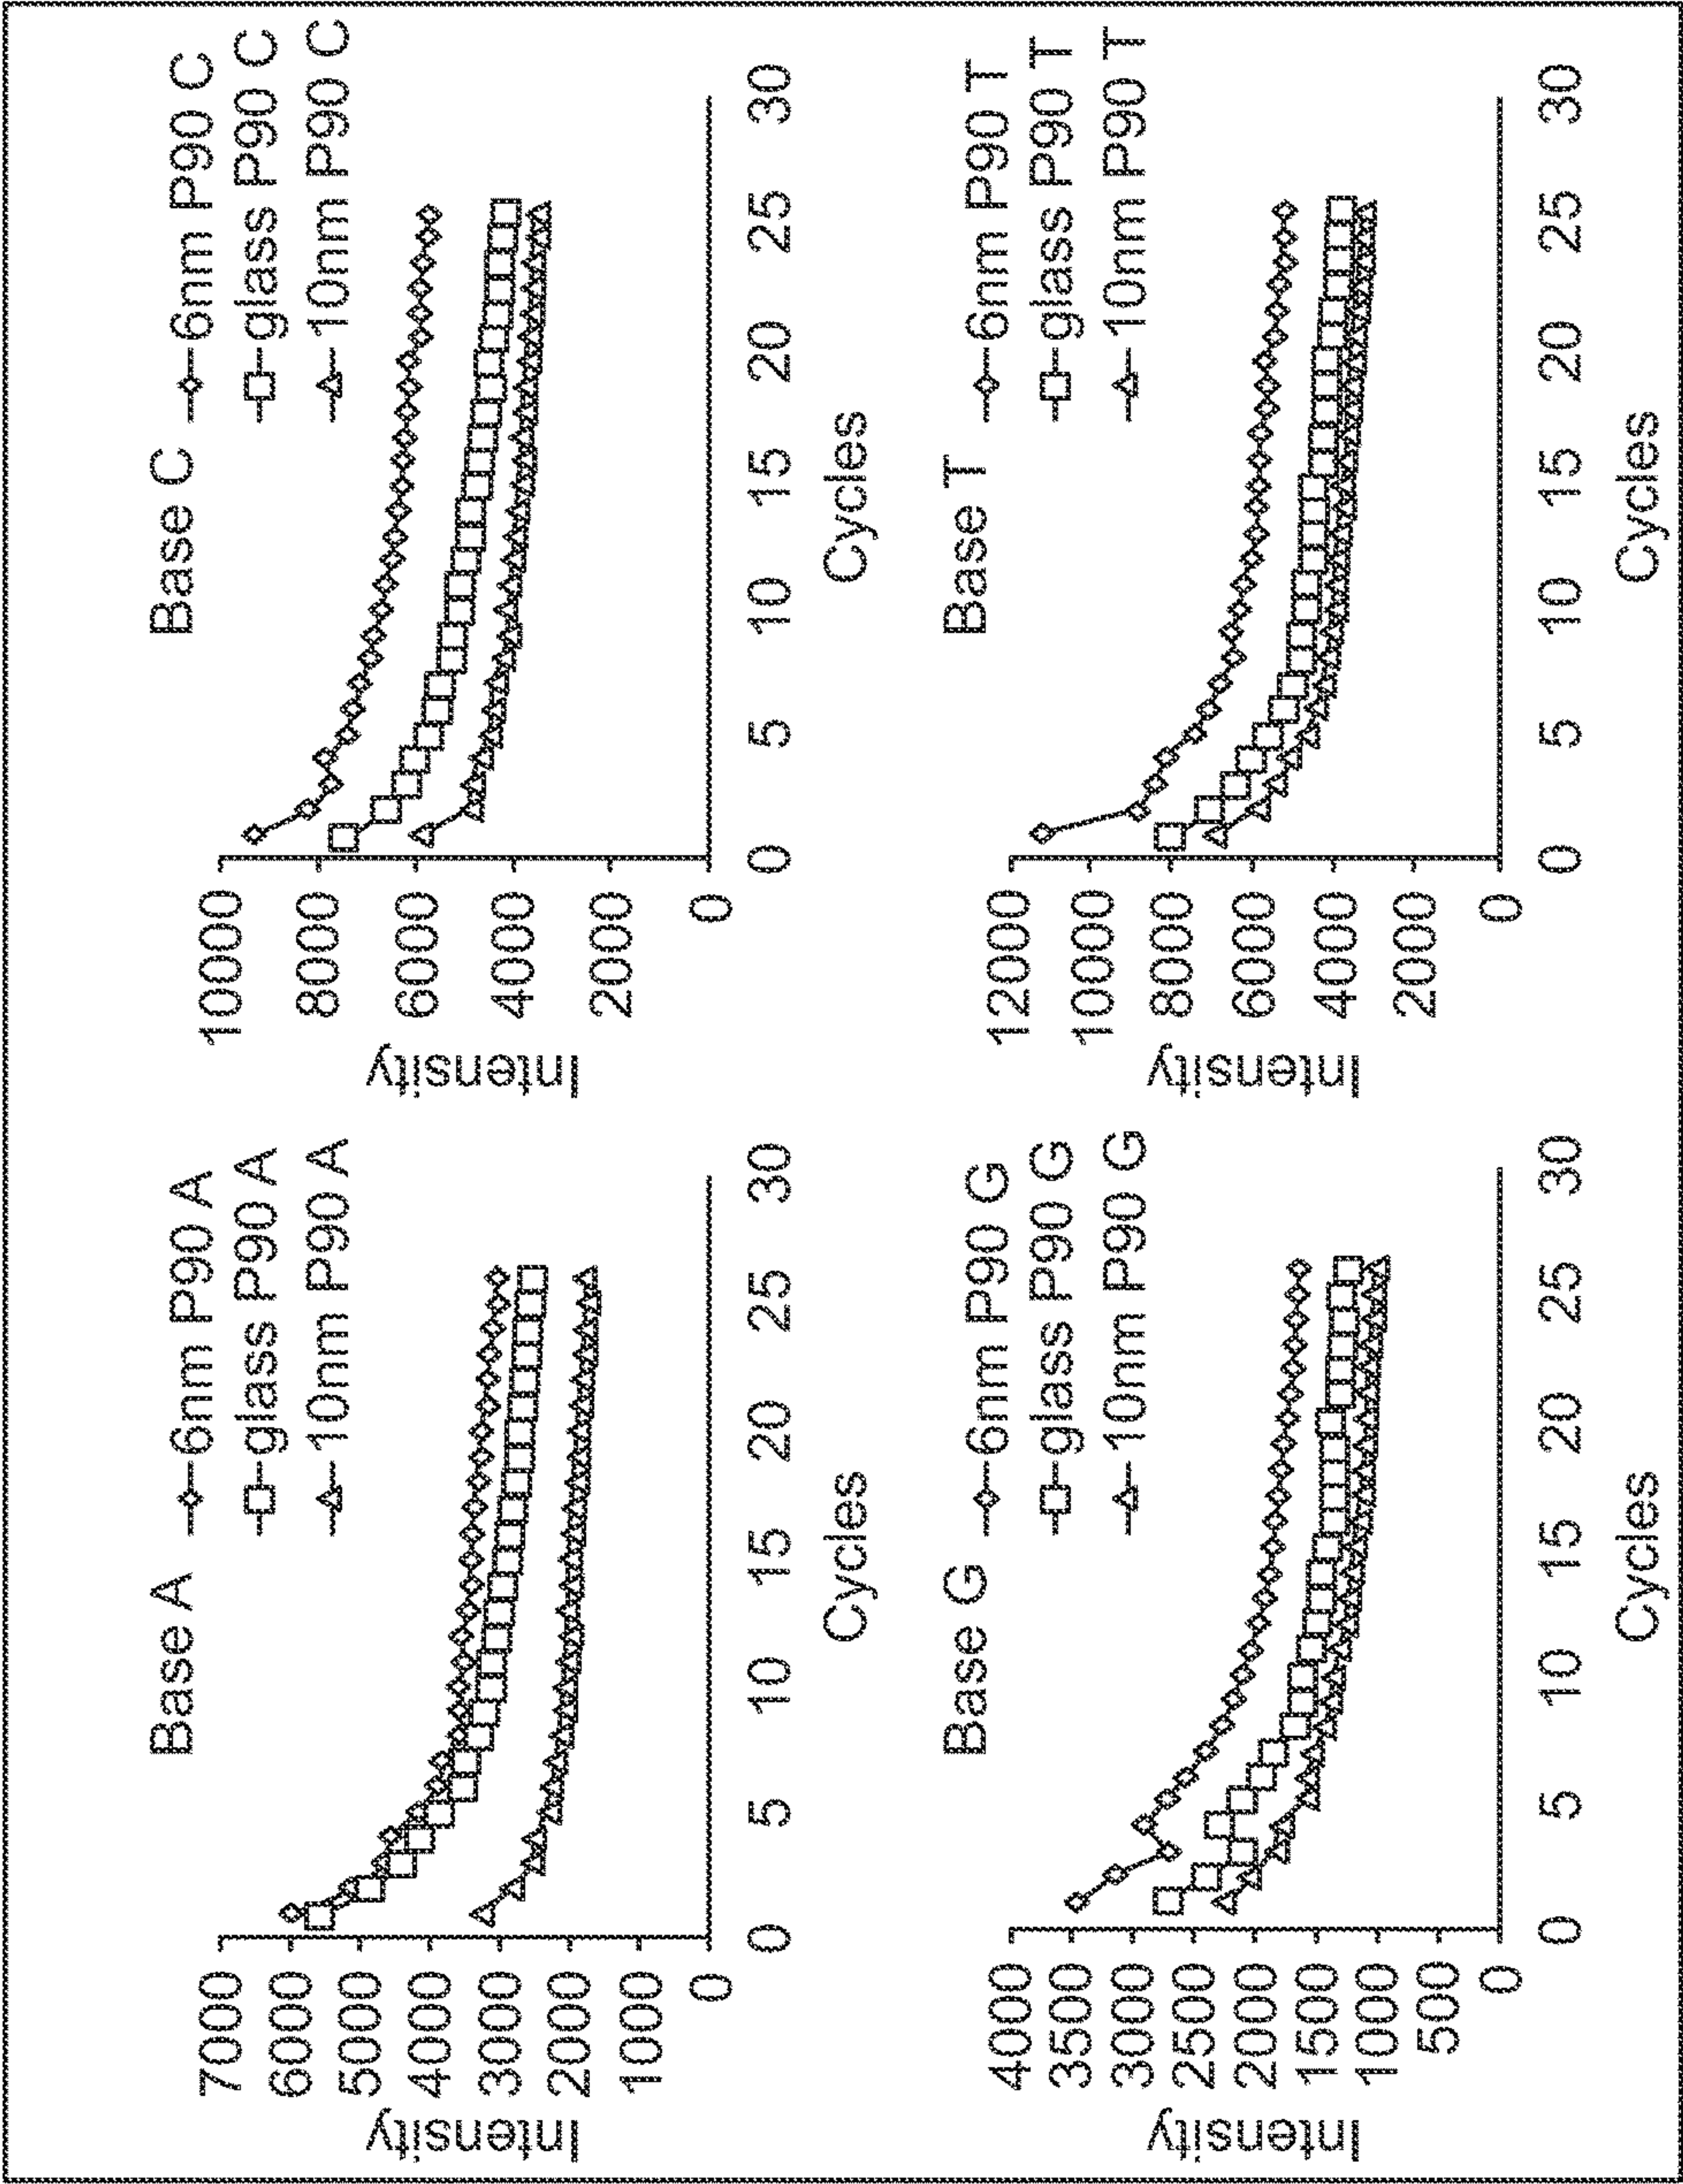 Base A
6nm P90 A
glass P90 A
10nm P90 A
Intensity
7000
6000
5000
4000
3000
2000
1000
0
0 5 10 15 20 25 30
Cycles
Base C
6nm P90 C
glass P90 C
10nm P90 C
Intensity
10000
8000
6000
4000
2000
0
0 5 10 15 20 25 30
Cycles
Base G
6nm P90 G
glass P90 G
10nm P90 G
Intensity
4000
3500
3000
2500
2000
1500
1000
500
0
0 5 10 15 20 25 30
Cycles
Base T
6nm P90 T
glass P90 T
10nm P90 T
Intensity
12000
10000
8000
6000
4000
2000
0
0 5 10 15 20 25 30
Cycles